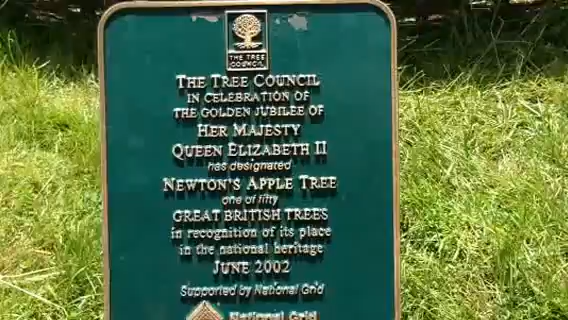 THE TREE
COUNCIL
THE TREE COUNCIL
IN CELEBRATION OF
THE GOLDEN JUBILEE OF
HER MAJESTY
QUEEN ELIZABETH II
has designated
NEWTON'S APPLE TREE
one of fifty
GREAT BRITISH TREES
in recognition of its place
in the national heritage
JUNE 2002
Supported by National Grid
National Grid